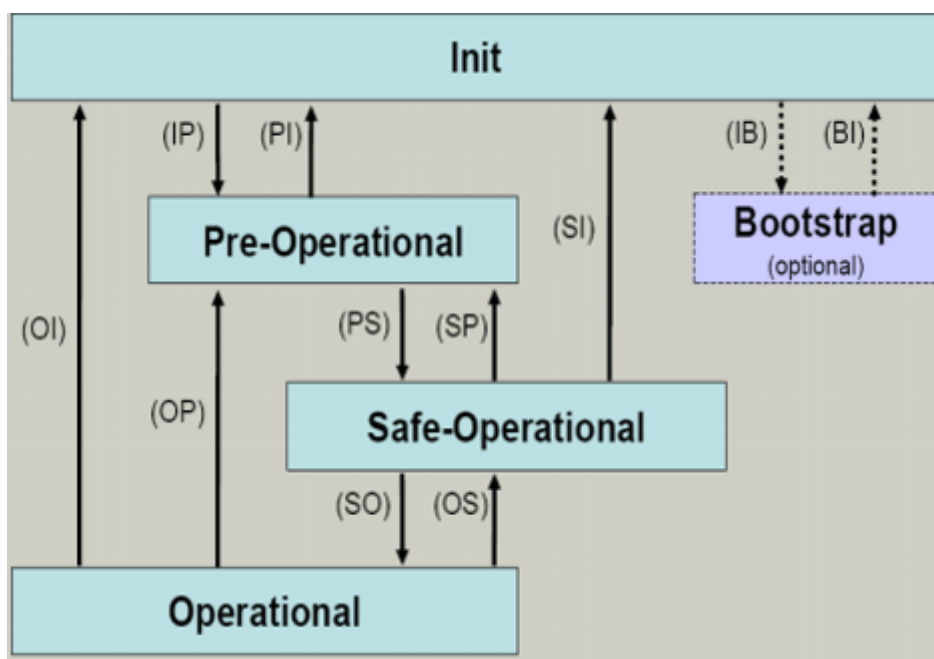 Init
(IP)
(PI)
(IB)
(BI)
Pre-Operational
(SI)
Bootstrap
(optional)
(OI)
(PS)
(SP)
(OP)
Safe-Operational
(SO)
(OS)
Operational